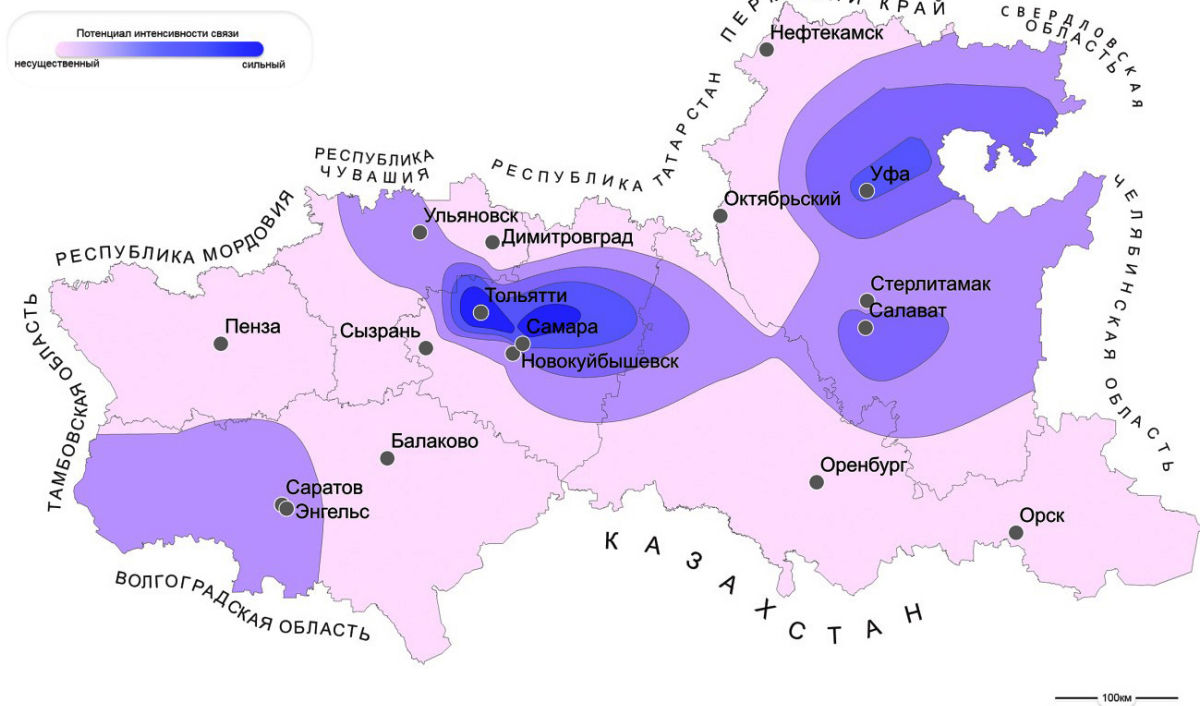 Потенциал интенсивности связи
несущественный
сильный
ПЕРМСКИЙ КРАЙ
СВЕРДЛОВСКАЯ
ОБЛАСТЬ
Нефтекамск
РЕСПУБЛИКА
ТАТАРСТАН
РЕСПУБЛИКА
ЧУВАШИЯ
Уфа
ЧЕЛЯБИНСКАЯ ОБЛАСТЬ
Октябрьский
РЕСПУБЛИКА МОРДОВИЯ
Ульяновск
Димитровград
Стерлитамак
Салават
Тольятти
Самара
Новокуйбышевск
Сызрань
Пенза
ТАМБОВСКАЯ ОБЛАСТЬ
Балаково
Оренбург
Саратов
Энгельс
Орск
КАЗАХСТАН
ВОЛГОГРАДСКАЯ ОБЛАСТЬ
100км